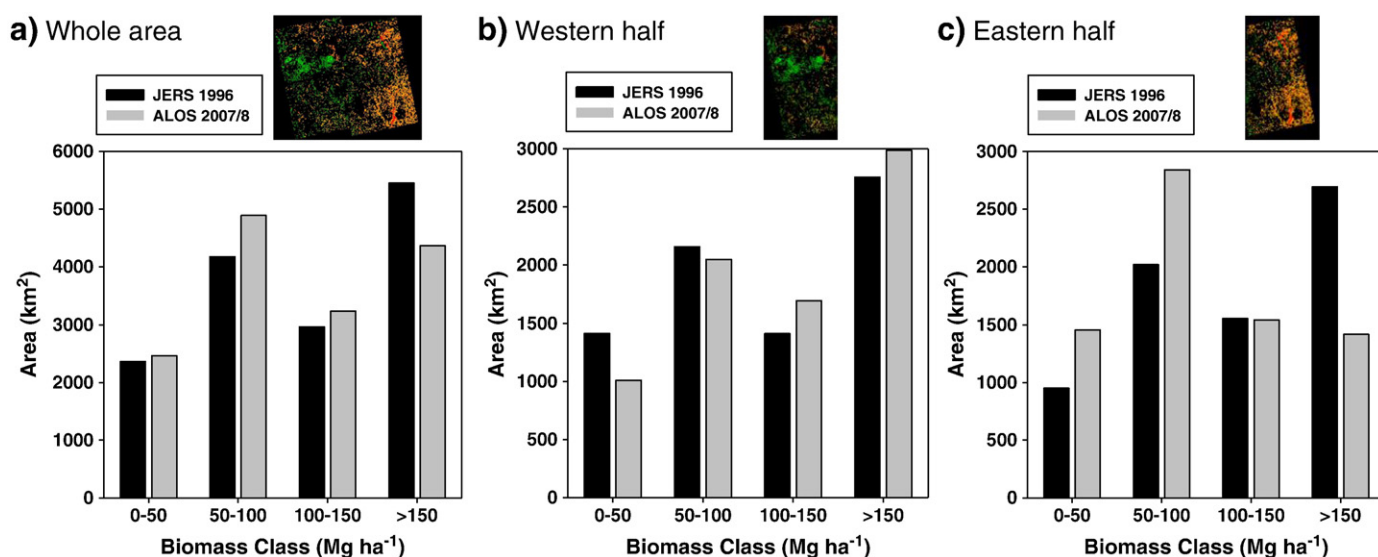 a) Whole area
JERS 1996
ALOS 2007/8
6000
5000
4000
3000
2000
1000
0
Area (km²)
0-50 50-100 100-150 >150
Biomass Class (Mg ha⁻¹)
b) Western half
JERS 1996
ALOS 2007/8
3000
2500
2000
1500
1000
500
0
Area (km²)
0-50 50-100 100-150 >150
Biomass Class (Mg ha⁻¹)
c) Eastern half
JERS 1996
ALOS 2007/8
3000
2500
2000
1500
1000
500
0
Area (km²)
0-50 50-100 100-150 >150
Biomass Class (Mg ha⁻¹)